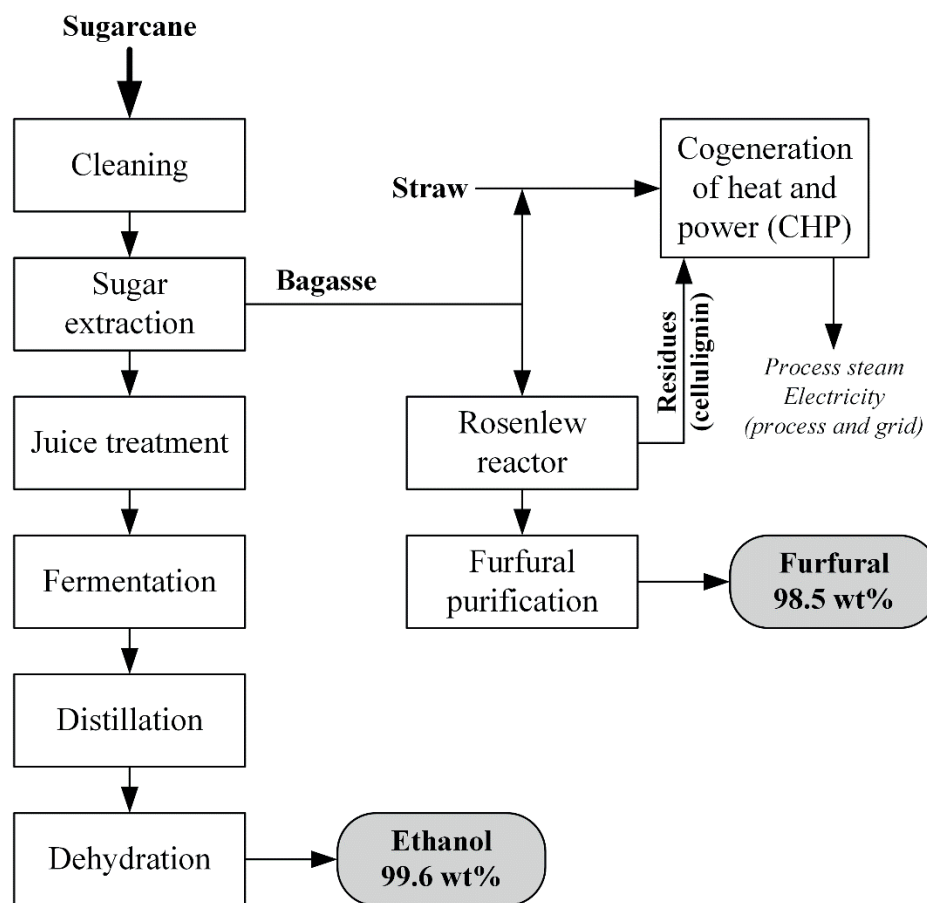 Sugarcane
Cleaning
Sugar
extraction
Juice treatment
Fermentation
Distillation
Dehydration
Ethanol
99.6 wt%
Bagasse
Straw
Cogeneration
of heat and
power (CHP)
Process steam
Electricity
(process and grid)
Residues
(cellulignin)
Rosenlew
reactor
Furfural
purification
Furfural
98.5 wt%